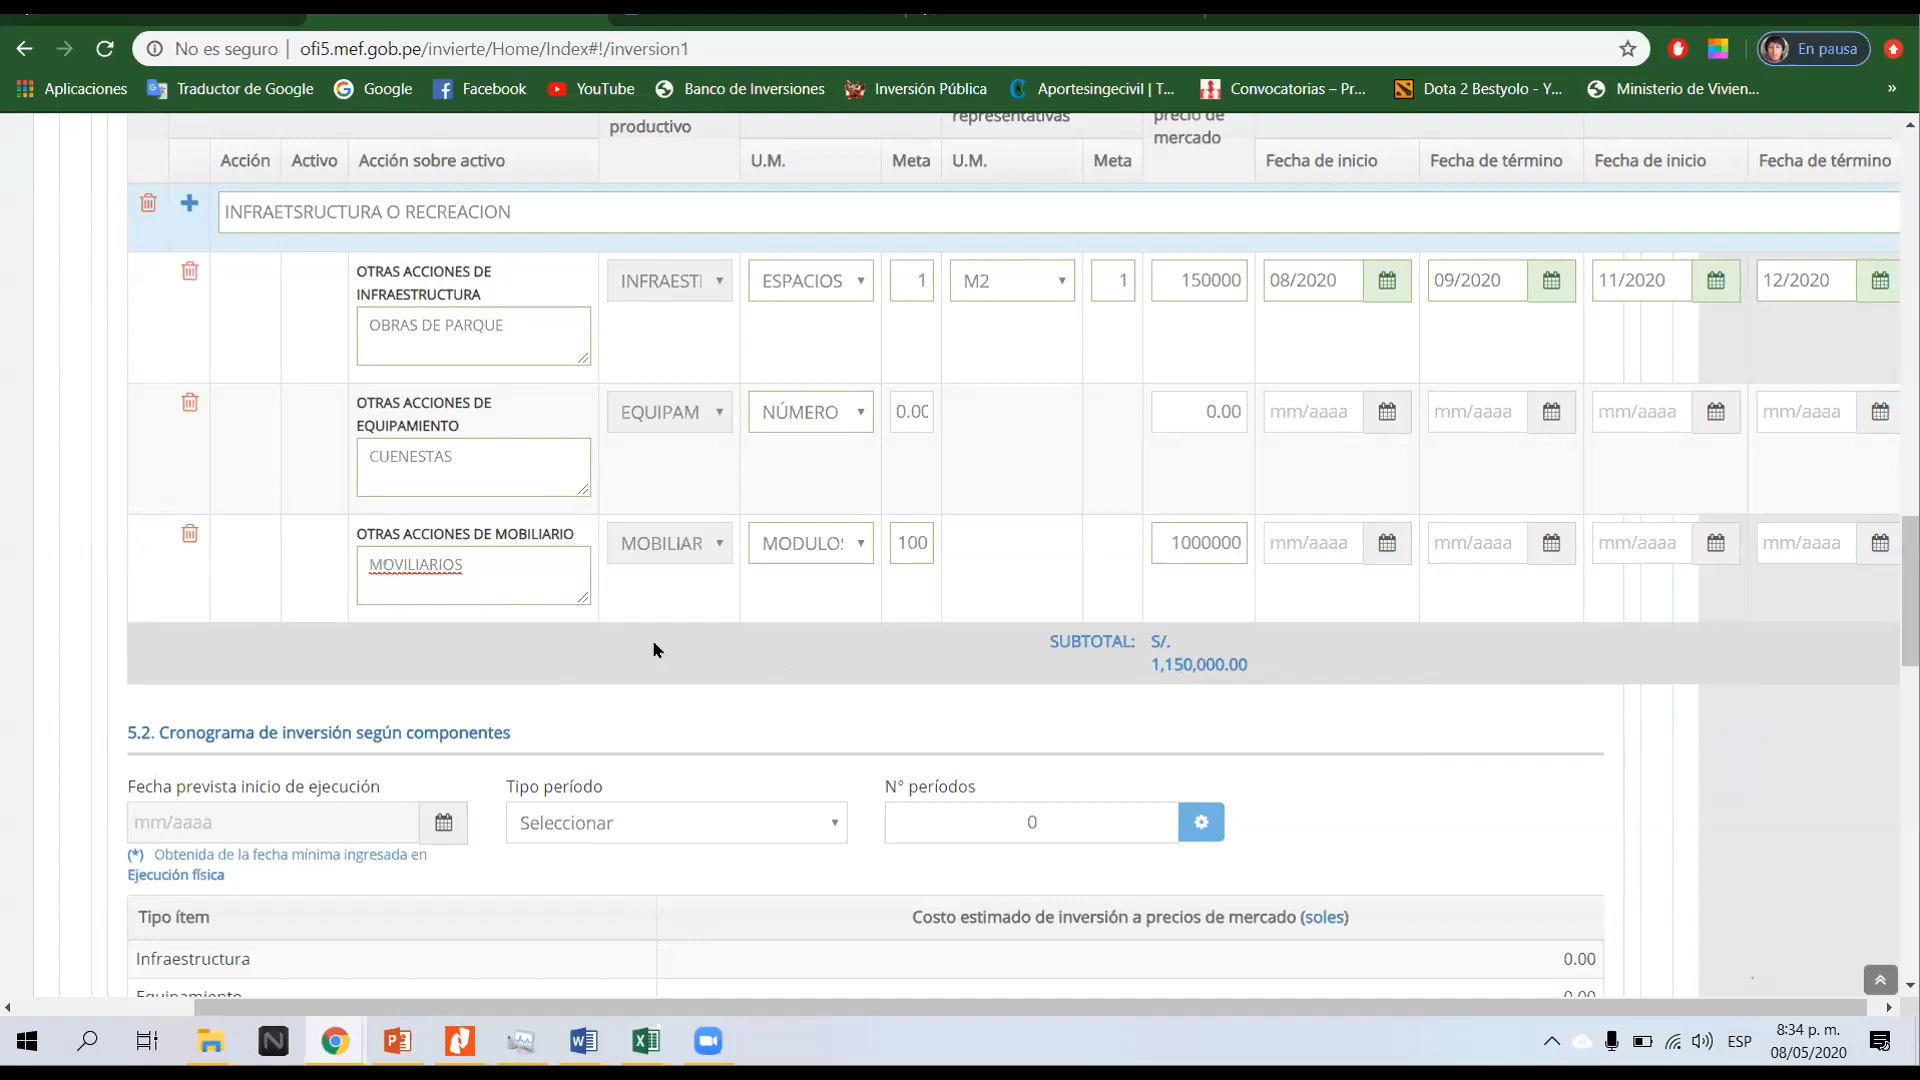 No es seguro | ofi5.mef.gob.pe/invierte/Home/Index#!/inversion1
En pausa
Aplicaciones Traductor de Google Google Facebook YouTube Banco de Inversiones Inversión Pública Aportesingecivil | T... Convocatorias – Pr... Dota 2 Bestyolo - Y... Ministerio de Vivien... »
productivo representativas precio de mercado
Acción Activo Acción sobre activo U.M. Meta U.M. Meta Fecha de inicio Fecha de término Fecha de inicio Fecha de término
INFRAETSRUCTURA O RECREACION
OTRAS ACCIONES DE
INFRAESTRUCTURA
OBRAS DE PARQUE
INFRAESTI ESPACIOS 1 M2 1 150000 08/2020 09/2020 11/2020 12/2020
OTRAS ACCIONES DE
EQUIPAMIENTO
CUENESTAS
EQUIPAM NÚMERO 0.00 0.00 mm/aaaa mm/aaaa mm/aaaa mm/aaaa
OTRAS ACCIONES DE MOBILIARIO
MOVILIARIOS
MOBILIAR MODULOS 100 1000000 mm/aaaa mm/aaaa mm/aaaa mm/aaaa
SUBTOTAL: S/.
1,150,000.00
5.2. Cronograma de inversión según componentes
Fecha prevista inicio de ejecución Tipo período N° períodos
mm/aaaa Seleccionar 0
(*) Obtenida de la fecha mínima ingresada en
Ejecución física
Tipo ítem Costo estimado de inversión a precios de mercado (soles)
Infraestructura 0.00
Equipamiento 0.00
ESP
8:34 p. m.
08/05/2020